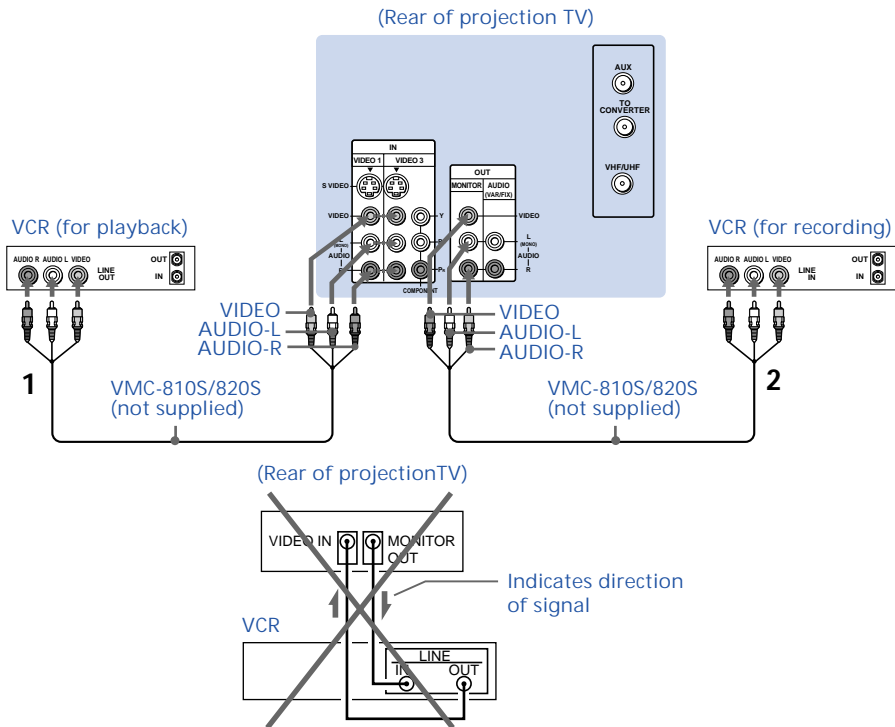 (Rear of projection TV)
AUX
TO
CONVERTER
VHF/UHF
IN
VIDEO 1 VIDEO 3
S VIDEO
VIDEO
Y
L
(MONO)
AUDIO
R
PR
COMPONENT
OUT
MONITOR AUDIO
(VAR/FIX)
VIDEO
L
(MONO)
AUDIO
R
VCR (for playback)
AUDIO R AUDIO L VIDEO
LINE
OUT
OUT
IN
VCR (for recording)
AUDIO R AUDIO L VIDEO
LINE
IN
OUT
IN
VIDEO
AUDIO-L
AUDIO-R
VIDEO
AUDIO-L
AUDIO-R
1
VMC-810S/820S
(not supplied)
VMC-810S/820S
(not supplied)
2
(Rear of projectionTV)
VIDEO IN
MONITOR
OUT
Indicates direction
of signal
VCR
LINE
IN OUT